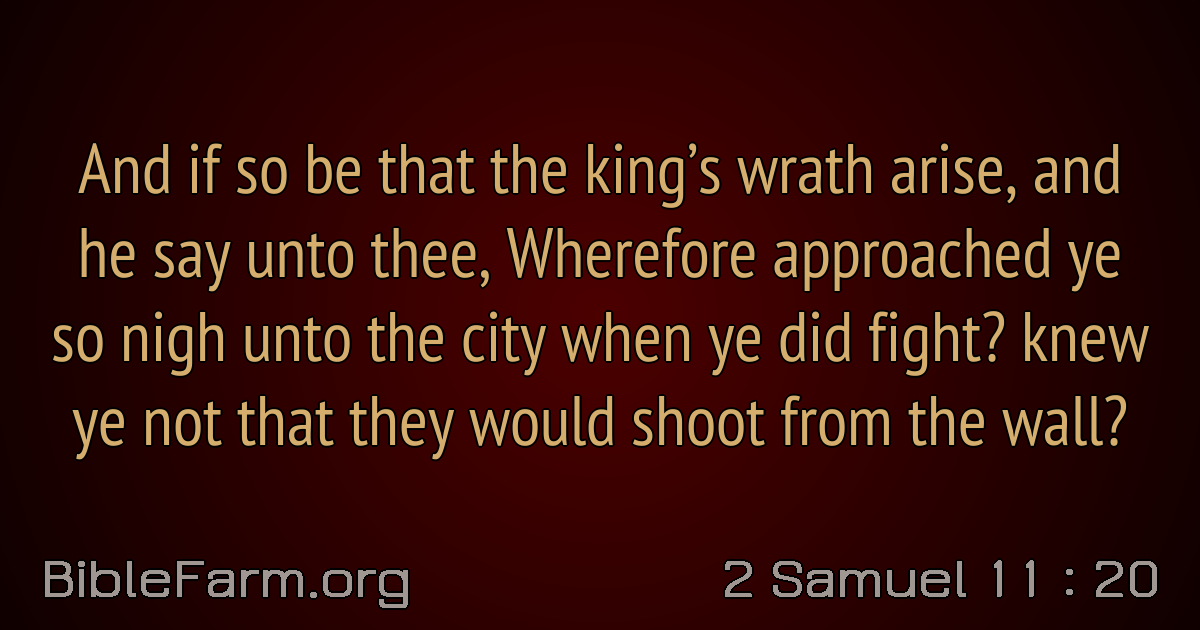 And if so be that the king’s wrath arise, and
he say unto thee, Wherefore approached ye
so nigh unto the city when ye did fight? knew
ye not that they would shoot from the wall?
BibleFarm.org
2 Samuel 11 : 20